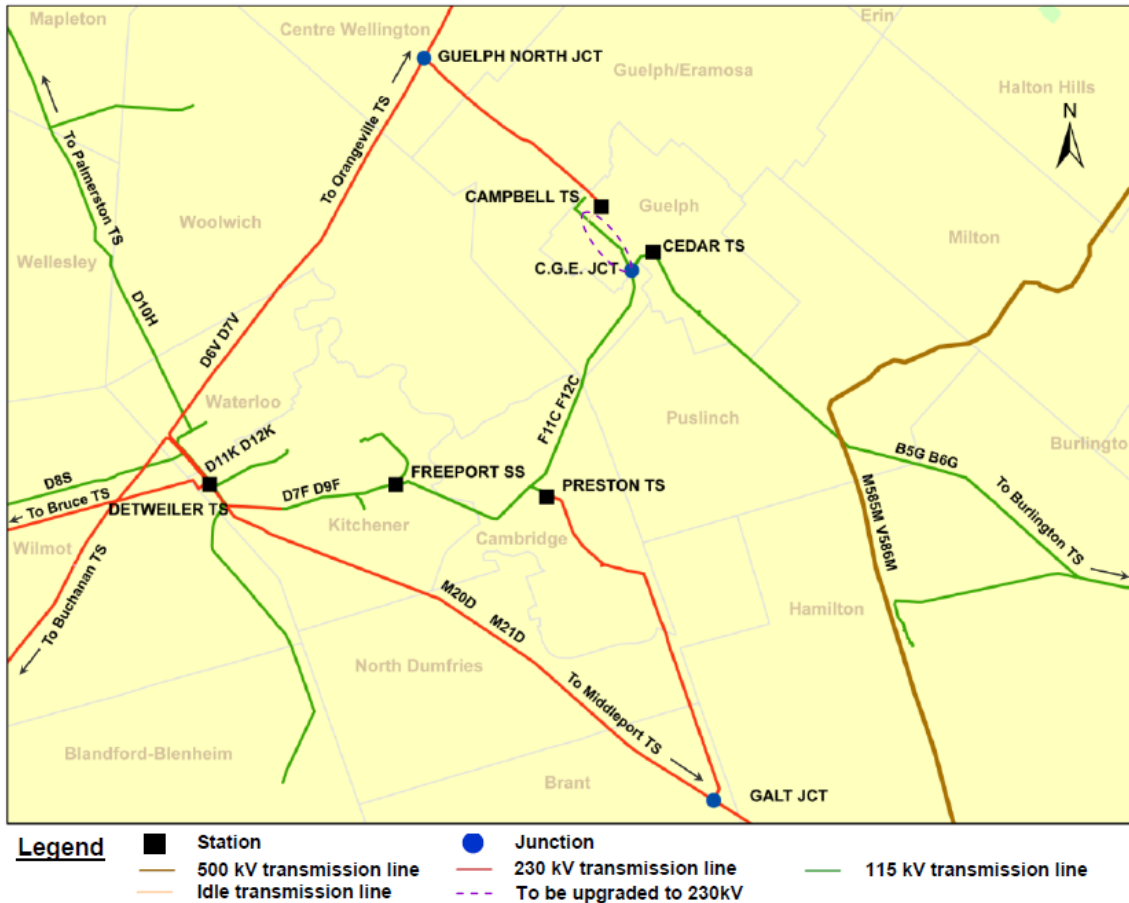 Mapleton
Centre Wellington
Erin
GUELPH NORTH JCT
Guelph/Eramosa
Halton Hills
N
To Palmerston TS
To Orangeville TS
CAMPBELL TS
Guelph
Woolwich
CEDAR TS
Milton
Wellesley
C.G.E. JCT
D10H
D6V D7V
F11C F12C
Puslinch
Waterloo
Burlingto
D11K D12K
B5G B6G
D8S
FREEPORT SS
To Bruce TS
D7F D9F
PRESTON TS
DETWEILER TS
Kitchener
M585M V586M
To Burlington TS
Wilmot
Cambridge
To Buchanan TS
M20D
M21D
Hamilton
North Dumfries
To Middleport TS
Blandford-Blenheim
Brant
GALT JCT
Legend
Station
Junction
500 kV transmission line
230 kV transmission line
115 kV transmission line
Idle transmission line
To be upgraded to 230kV